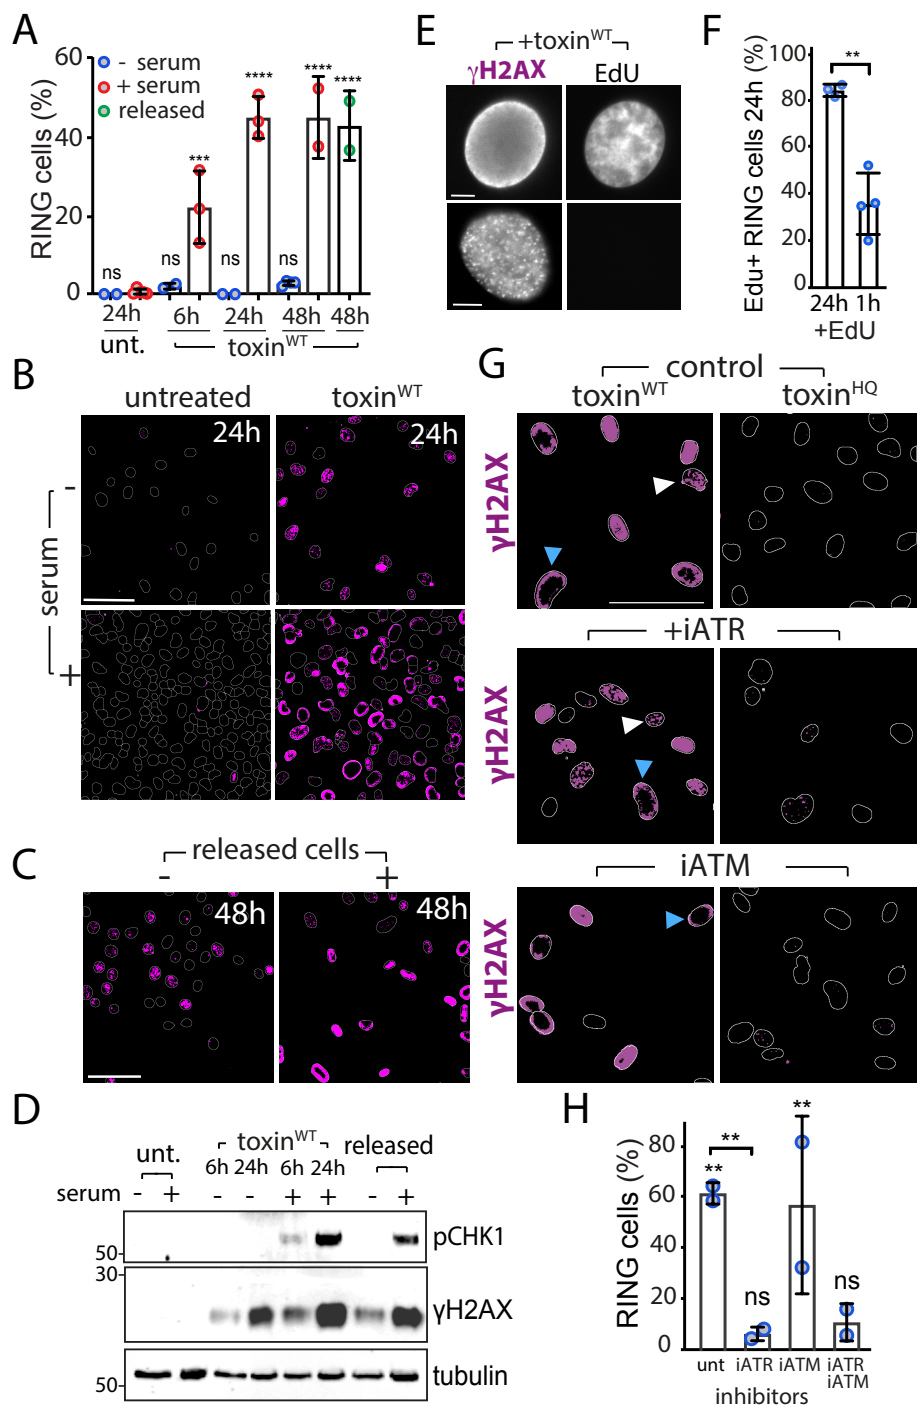 A
60
40
20
0
RING cells (%)
- serum
+ serum
released
ns
***
ns
****
ns
****
****
ns
24h
6h
24h
48h
48h
unt.
toxinWT
E
+toxinWT
γH2AX
EdU
F
Edu+ RING cells 24h (%)
100
80
60
40
20
0
**
24h 1h
+EdU
B
untreated
toxinWT
24h
24h
serum
-
+
C
released cells
-
+
48h
48h
D
unt.
toxinWT
released
6h 24h 6h 24h
serum - + - - + + - +
50
pCHK1
30
γH2AX
50
tubulin
G
control
toxinWT
toxinHQ
γH2AX
+iATR
γH2AX
iATM
γH2AX
H
RING cells (%)
80
60
40
20
0
**
**
ns
**
ns
unt
iATR
iATM
iATR
iATM
inhibitors